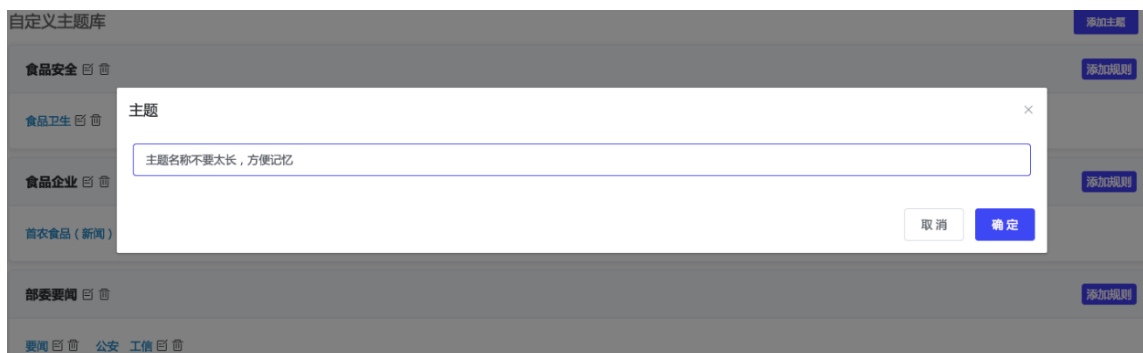 自定义主题库
添加主题
食品安全
添加规则
主题
食品卫生
主题名称不要太长，方便记忆
食品企业
添加规则
取消
确定
首农食品（新闻）
部委要闻
添加规则
要闻 公安 工信